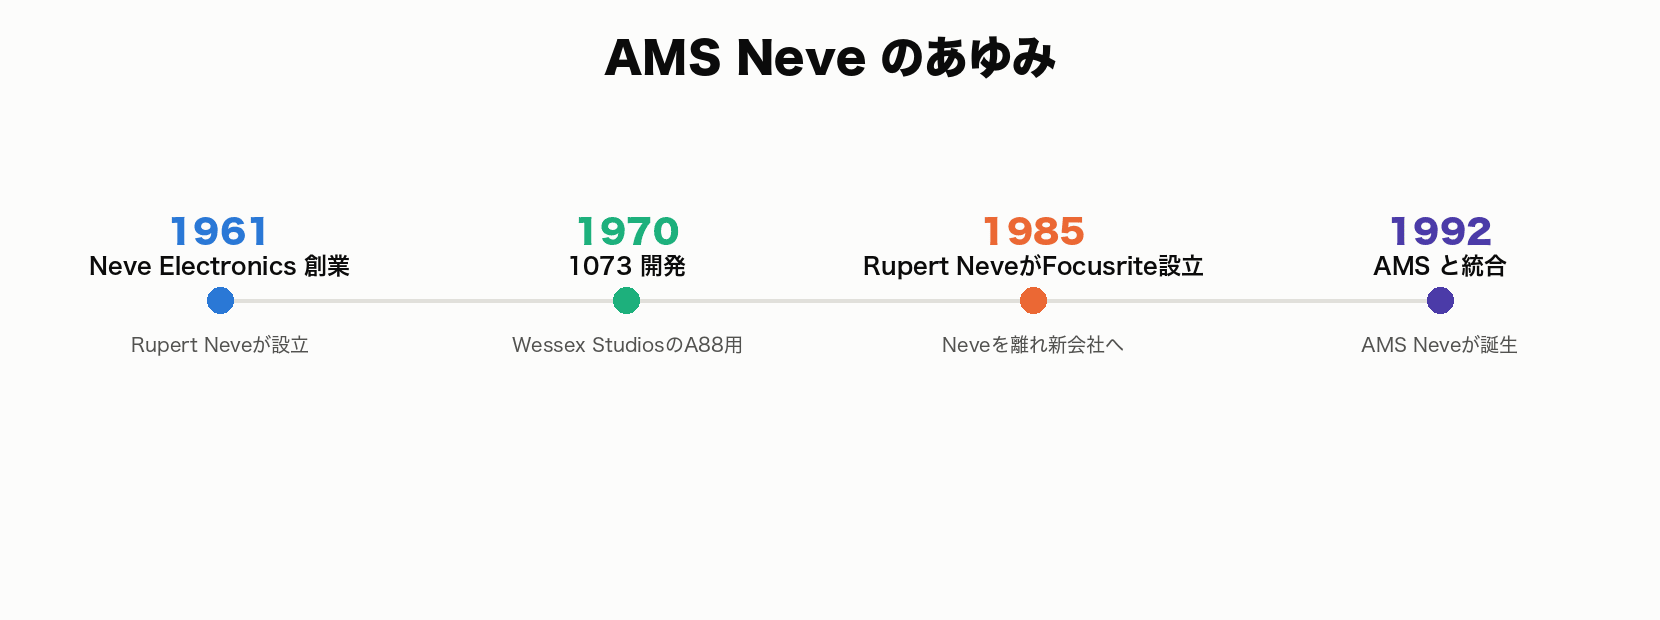 AMS Neve のあゆみ
1961
Neve Electronics 創業
Rupert Neveが設立
1970
1073 開発
Wessex StudiosのA88用
1985
Rupert NeveがFocusrite設立
Neveを離れ新会社へ
1992
AMS と統合
AMS Neveが誕生